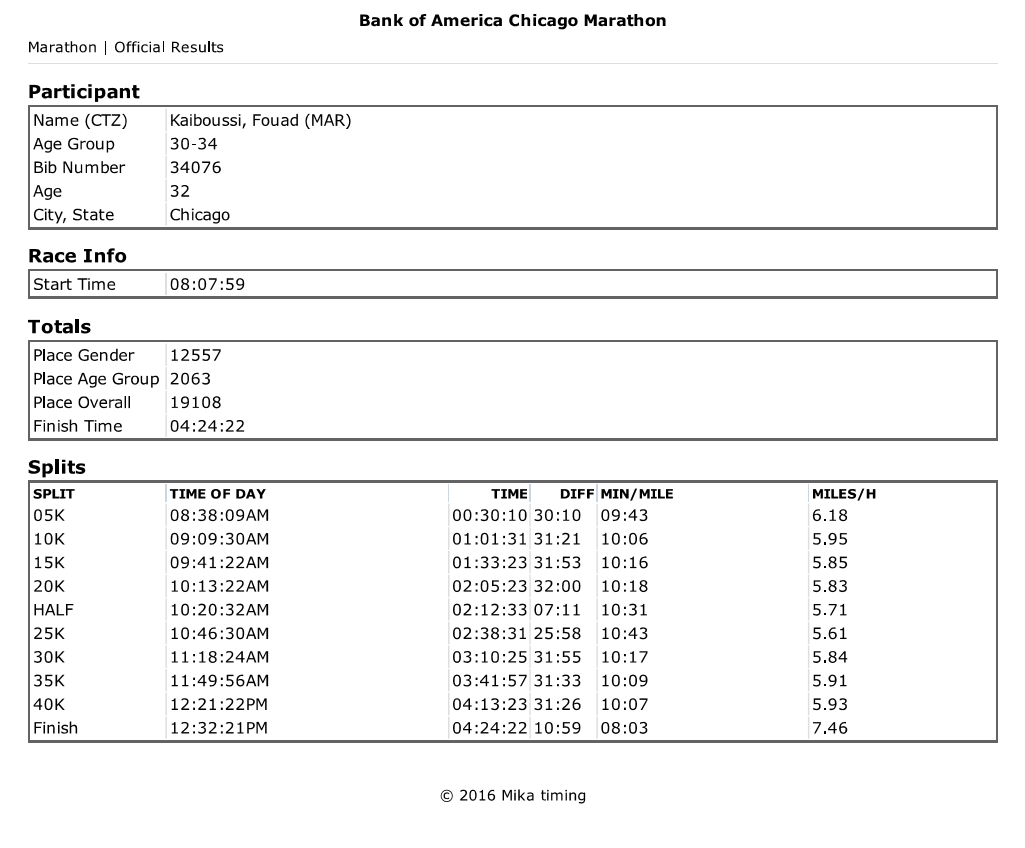 Bank of America Chicago Marathon
Marathon | Official Results
Participant
Name (CTZ) Kaiboussi, Fouad (MAR)
Age Group 30-34
Bib Number 34076
Age 32
City, State Chicago
Race Info
Start Time 08:07:59
Totals
Place Gender 12557
Place Age Group 2063
Place Overall 19108
Finish Time 04:24:22
Splits
SPLIT TIME OF DAY TIME DIFF MIN/MILE MILES/H
05K 08:38:09AM 00:30:10 30:10 09:43 6.18
10K 09:09:30AM 01:01:31 31:21 10:06 5.95
15K 09:41:22AM 01:33:23 31:53 10:16 5.85
20K 10:13:22AM 02:05:23 32:00 10:18 5.83
HALF 10:20:32AM 02:12:33 07:11 10:31 5.71
25K 10:46:30AM 02:38:31 25:58 10:43 5.61
30K 11:18:24AM 03:10:25 31:55 10:17 5.84
35K 11:49:56AM 03:41:57 31:33 10:09 5.91
40K 12:21:22PM 04:13:23 31:26 10:07 5.93
Finish 12:32:21PM 04:24:22 10:59 08:03 7.46
© 2016 Mika timing